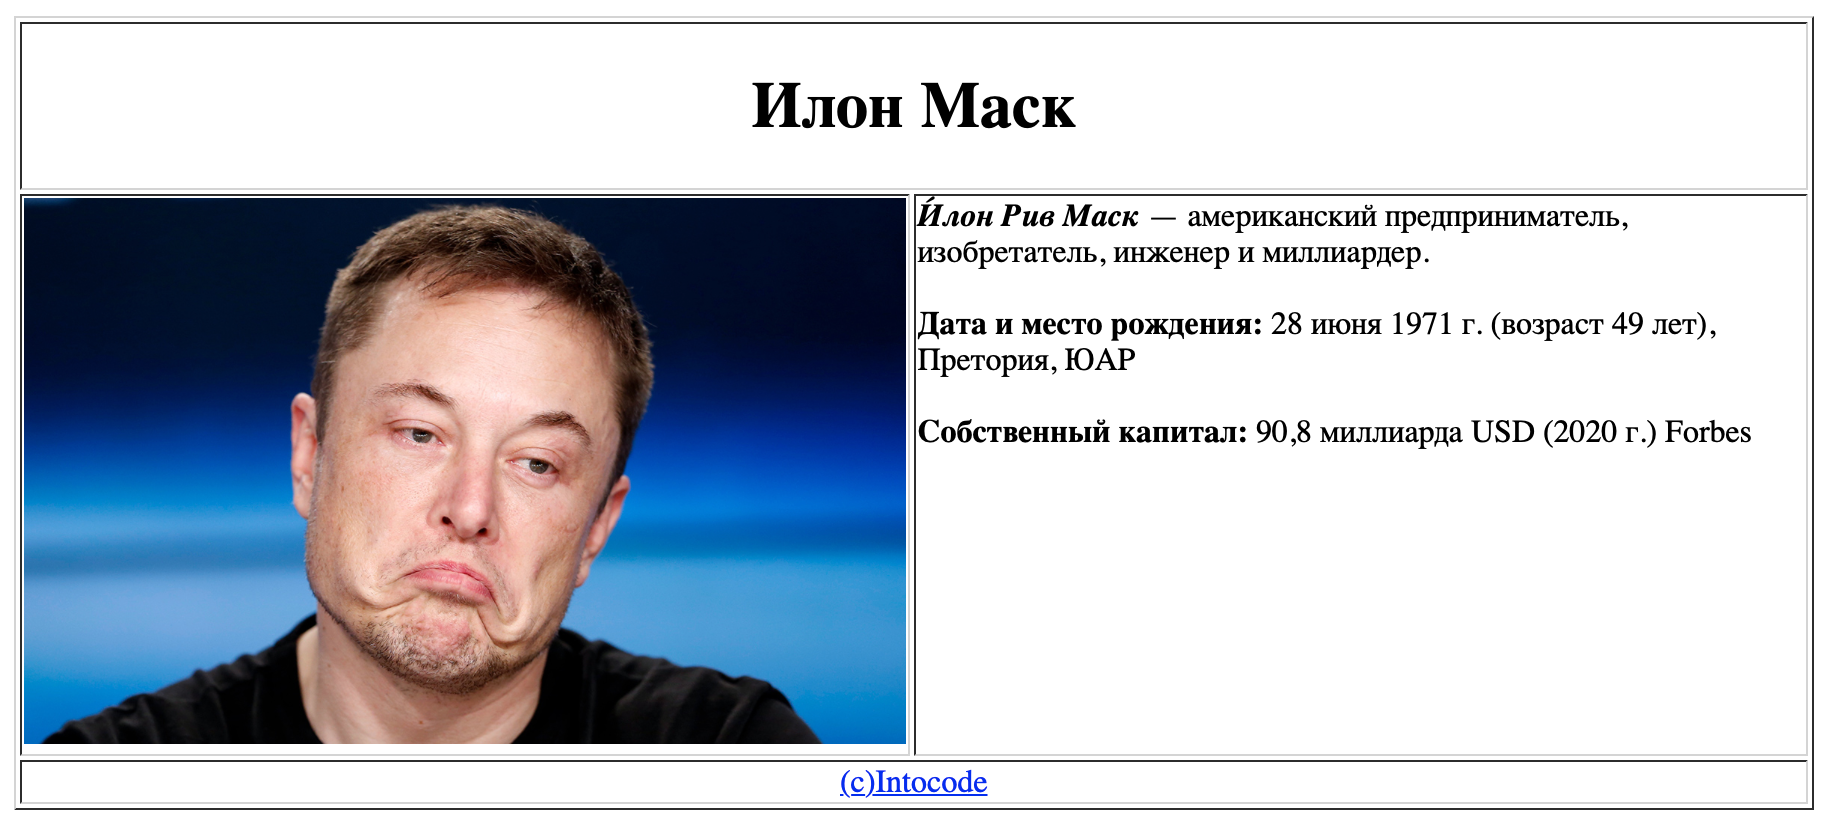 Илон Маск
И́лон Рив Маск — американский предприниматель,
изобретатель, инженер и миллиардер.
Дата и место рождения: 28 июня 1971 г. (возраст 49 лет),
Претория, ЮАР
Собственный капитал: 90,8 миллиарда USD (2020 г.) Forbes
(c)Intocode